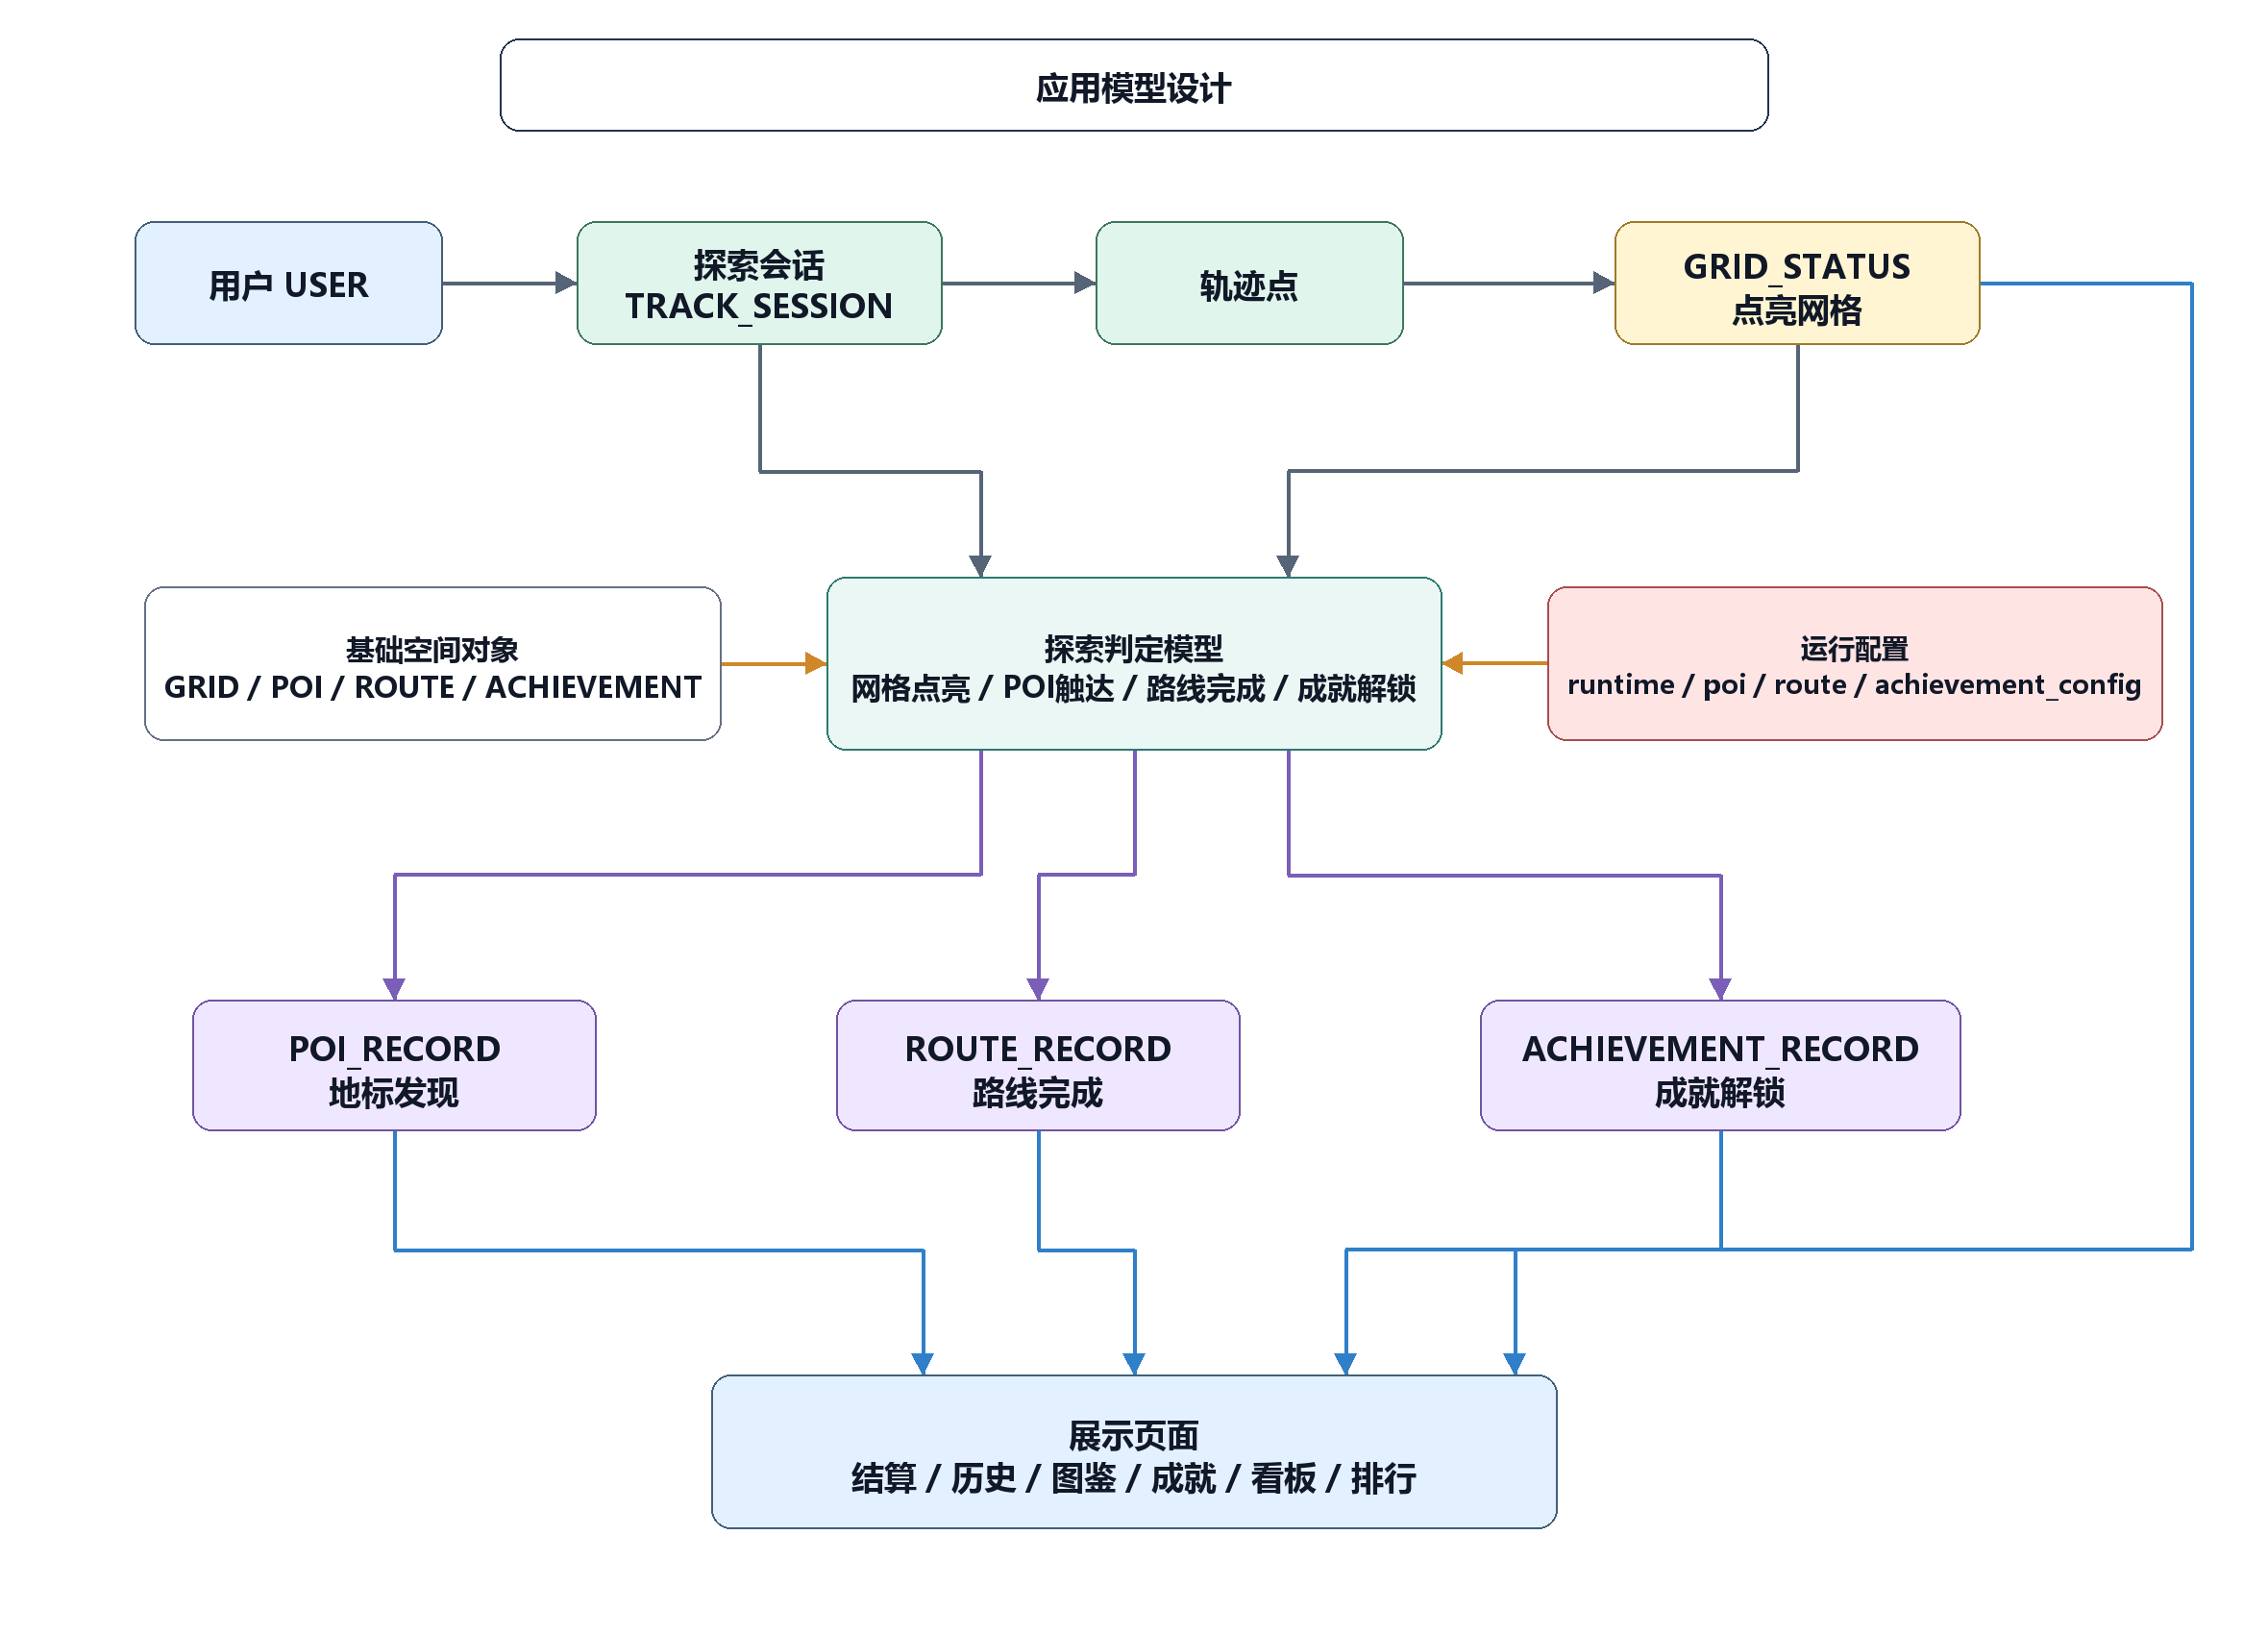 应用模型设计
用户 USER
探索会话
TRACK_SESSION
轨迹点
GRID_STATUS
点亮网格
基础空间对象
GRID / POI / ROUTE / ACHIEVEMENT
探索判定模型
网格点亮 / POI触达 / 路线完成 / 成就解锁
运行配置
runtime / poi / route / achievement_config
POI_RECORD
地标发现
ROUTE_RECORD
路线完成
ACHIEVEMENT_RECORD
成就解锁
展示页面
结算 / 历史 / 图鉴 / 成就 / 看板 / 排行